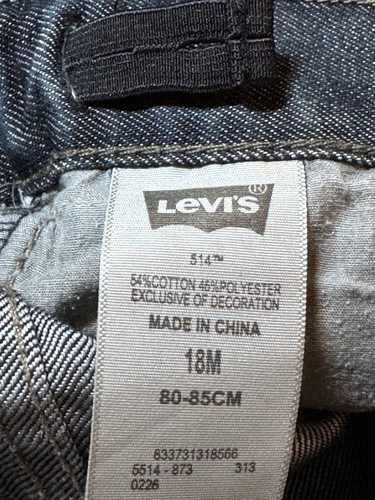 LEVI'S®
514™
54%COTTON 46%POLYESTER
EXCLUSIVE OF DECORATION
MADE IN CHINA
18M
80-85CM
633731318566
5514 - 873 313
0226